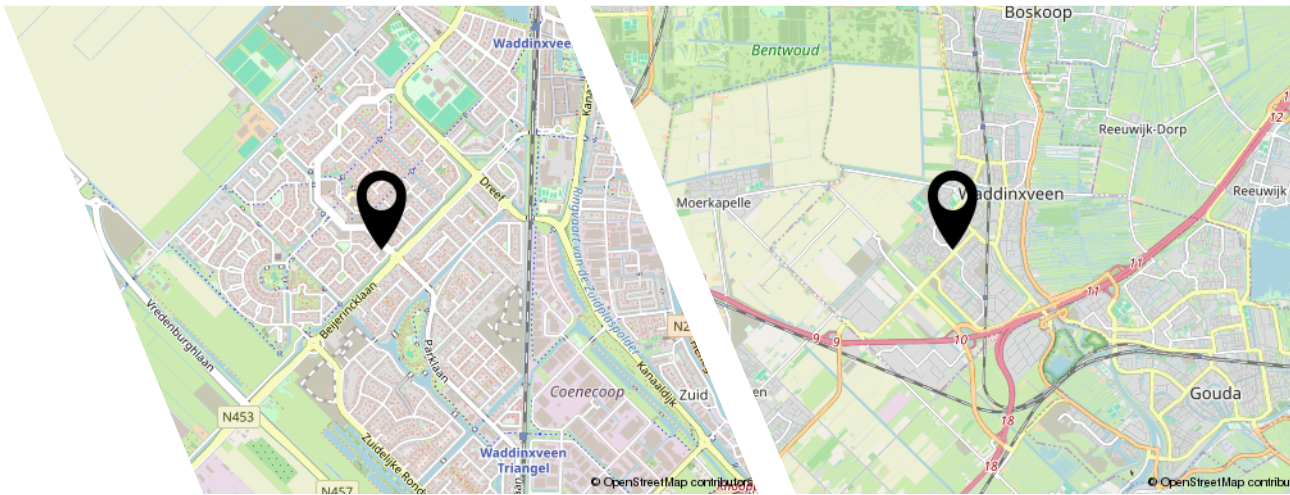 Waddinxvee
Dreef
Kana
Ringvaart van de Zuidplaspolder
Beijerincklaan
Vredenburghlaan
Parklaan
N2
Coenecoop
Kanaaldijk
Zuid
N453
Zuidelijke Rond
Waddinxveen
Triangel
N457
© OpenStreetMap contributors
Boskoop
Bentwoud
12
Reeuwijk-Dorp
Moerkapelle
Waddinxveen
Reeuwijk
11
11
9
9
10
Gouda
18
18
© OpenStreetMap contribu